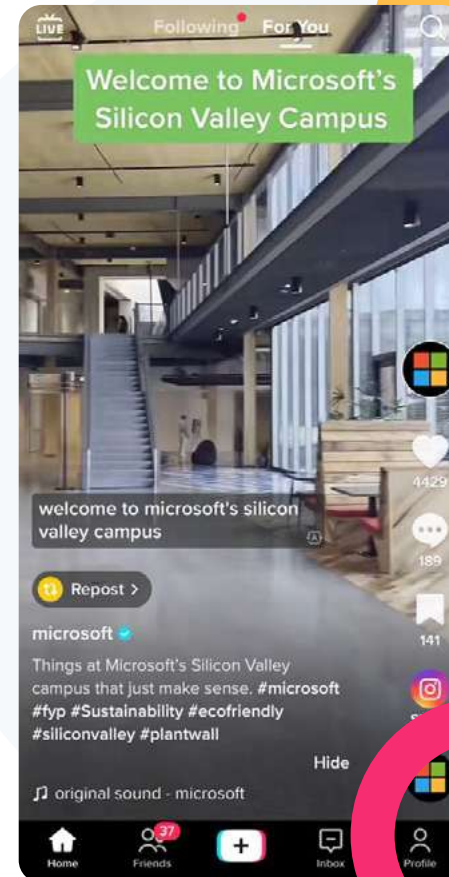 LIVE
Following
For You
Welcome to Microsoft's
Silicon Valley Campus
4429
welcome to microsoft's silicon
valley campus
189
Repost >
microsoft
141
Things at Microsoft's Silicon Valley
campus that just make sense. #microsoft
#fyp #Sustainability #ecofriendly
#siliconvalley #plantwall
Hide
original sound - microsoft
37
Home
Friends
Inbox
Profile